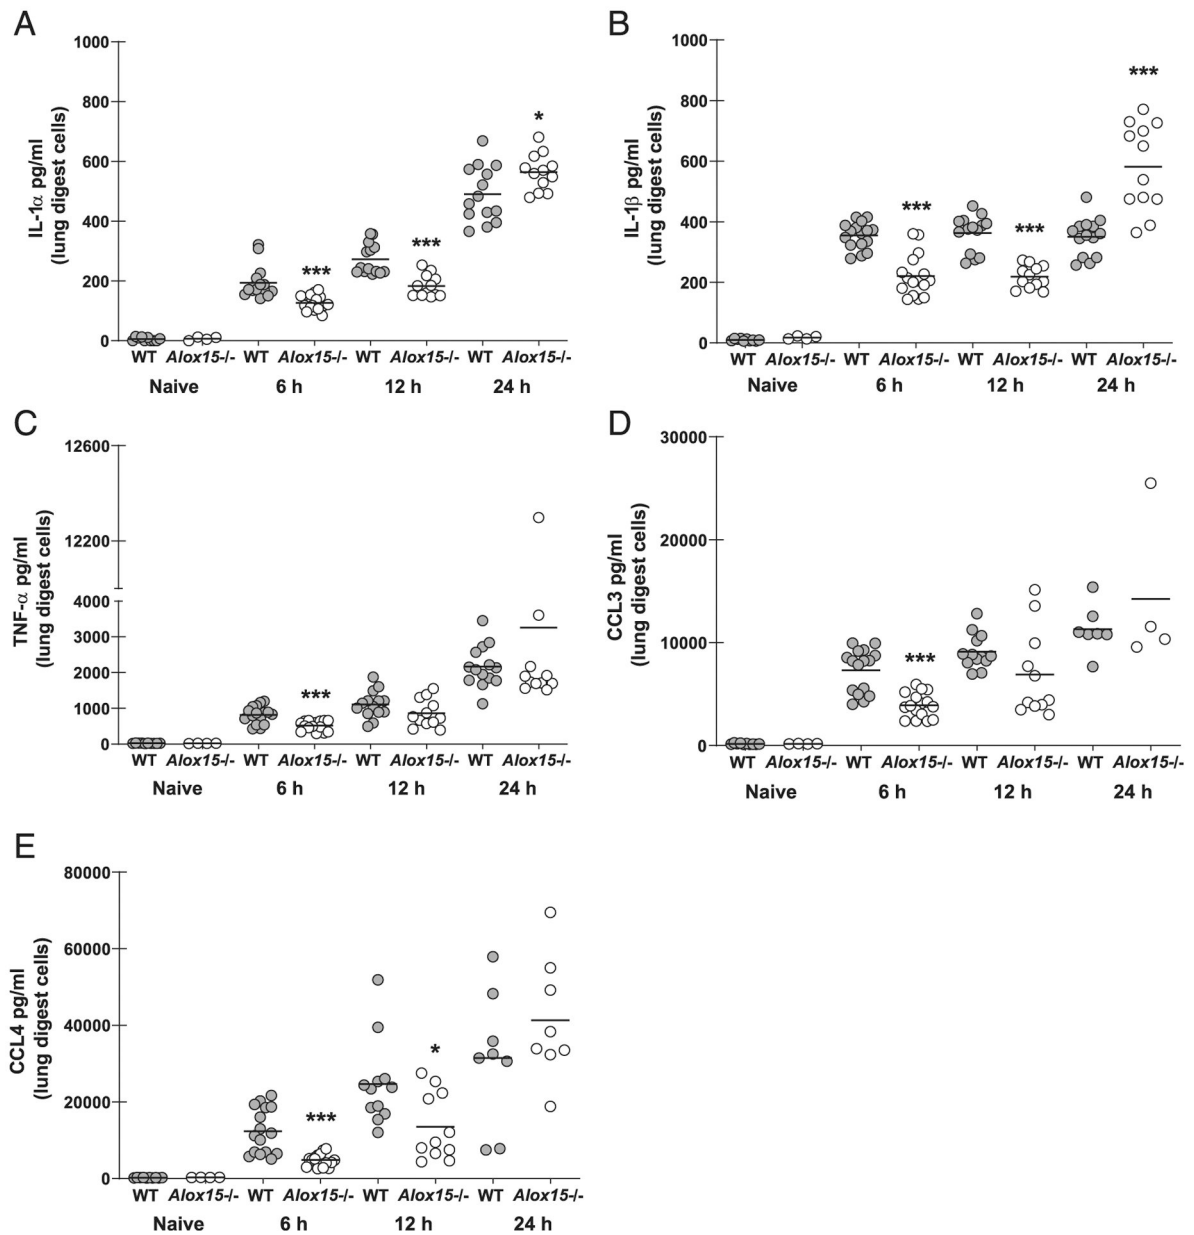 A
1000
800
600
400
200
0
IL-1α pg/ml
(lung digest cells)
***
***
*
WT Alox15-/- WT Alox15-/- WT Alox15-/- WT Alox15-/-
Naive 6 h 12 h 24 h
B
1000
800
600
400
200
0
IL-1β pg/ml
(lung digest cells)
***
***
***
WT Alox15-/- WT Alox15-/- WT Alox15-/- WT Alox15-/-
Naive 6 h 12 h 24 h
C
12600
12200
4000
3000
2000
1000
0
TNF-α pg/ml
(lung digest cells)
***
WT Alox15-/- WT Alox15-/- WT Alox15-/- WT Alox15-/-
Naive 6 h 12 h 24 h
D
30000
20000
10000
0
CCL3 pg/ml
(lung digest cells)
***
WT Alox15-/- WT Alox15-/- WT Alox15-/- WT Alox15-/-
Naive 6 h 12 h 24 h
E
80000
60000
40000
20000
0
CCL4 pg/ml
(lung digest cells)
***
*
WT Alox15-/- WT Alox15-/- WT Alox15-/- WT Alox15-/-
Naive 6 h 12 h 24 h